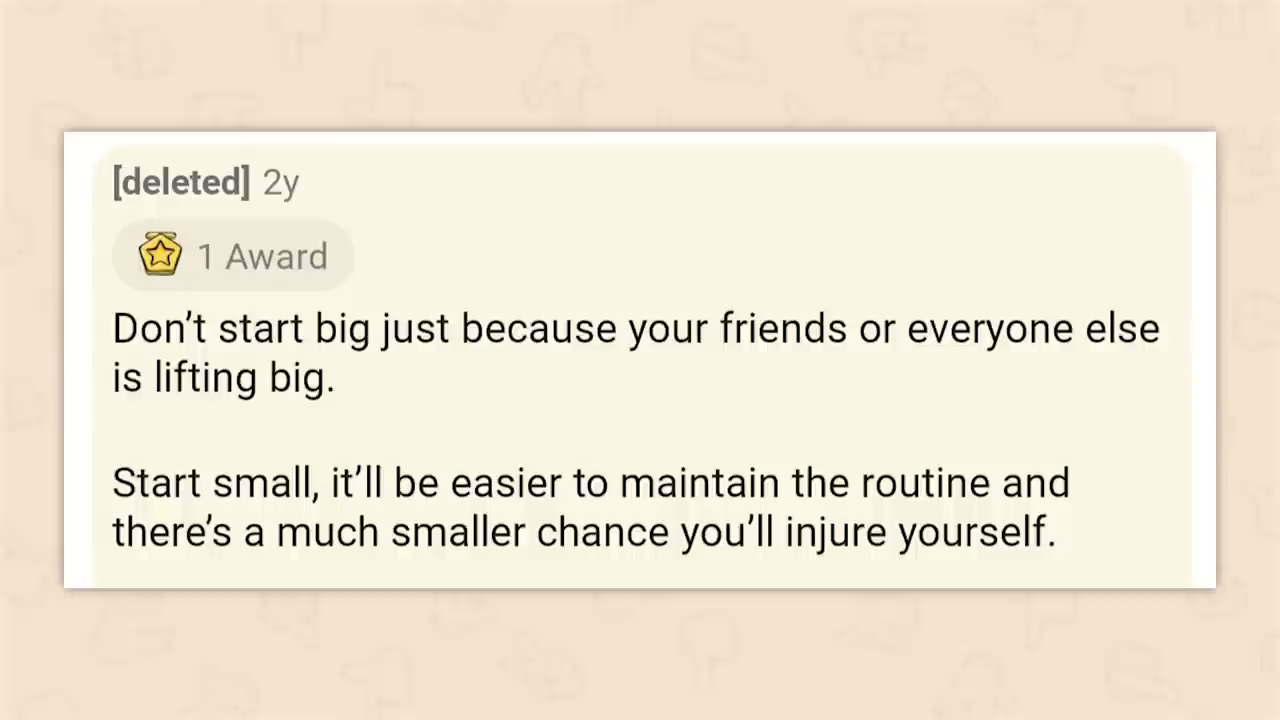 [deleted] 2y
1 Award
Don’t start big just because your friends or everyone else
is lifting big.
Start small, it’ll be easier to maintain the routine and
there’s a much smaller chance you’ll injure yourself.